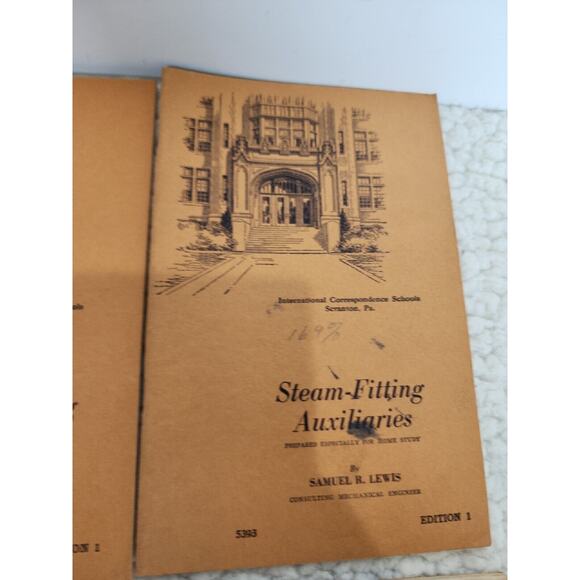 International Correspondence Schools
Scranton, Pa.
Steam-Fitting
Auxiliaries
PREPARED ESPECIALLY FOR HOME STUDY
By
SAMUEL R. LEWIS
CONSULTING MECHANICAL ENGINEER
5393
EDITION 1